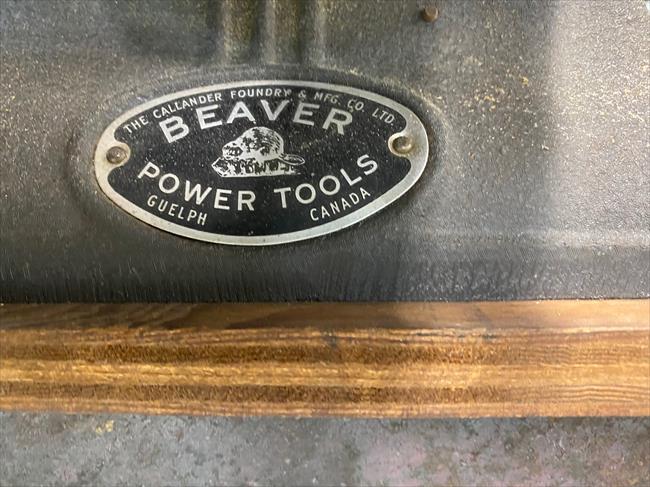 THE CALLANDER FOUNDRY & MFG. CO. LTD.
BEAVER
POWER TOOLS
GUELPH CANADA